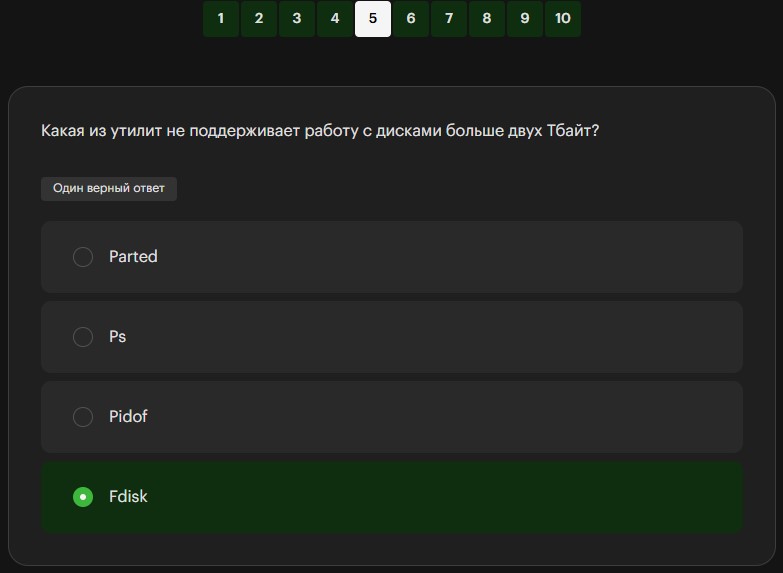 1 2 3 4 5 6 7 8 9 10
Какая из утилит не поддерживает работу с дисками больше двух Тбайт?
Один верный ответ
Parted
Ps
Pidof
Fdisk